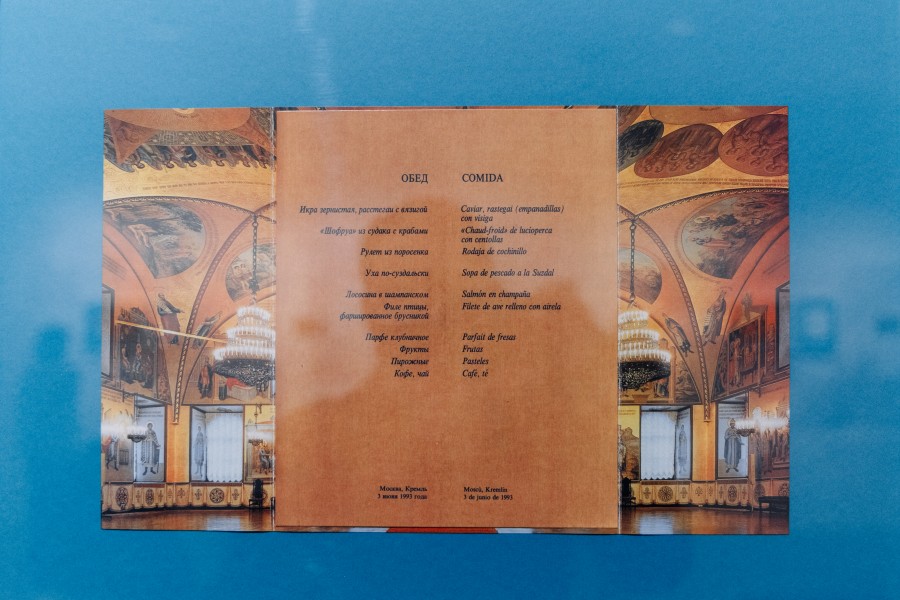 ОБЕД
Икра зернистая, расстегаи с вязигой
«Шофруа» из судака с крабами
Рулет из поросенка
Уха по-суздальски
Лососина в шампанском
Филе птицы,
фаршированное брусникой
Парфе клубничное
Фрукты
Пирожные
Кофе, чай
Москва, Кремль
3 июня 1993 года
COMIDA
Caviar, rastegai (empanadillas)
con visiga
«Chaud-froid» de lucioperca
con centollas
Rodaja de cochinillo
Sopa de pescado a la Suzdal
Salmón en champaña
Filete de ave relleno con airela
Parfait de fresas
Frutas
Pasteles
Café, té
Moscú, Kremlin
3 de junio de 1993